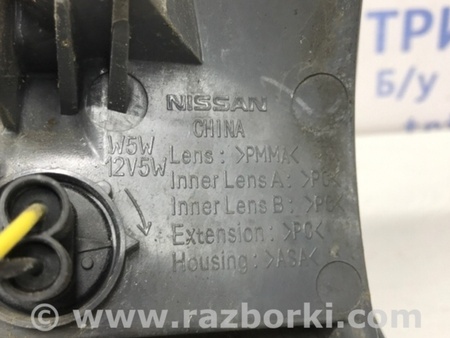 ТРИ
Б/у
NISSAN
CHINA
W5W
12V5W
Lens : >PMMA<
Inner Lens A : >PC<
Inner Lens B : >PC<
Extension : >PC<
Housing : >ASA<
www.razborki.com